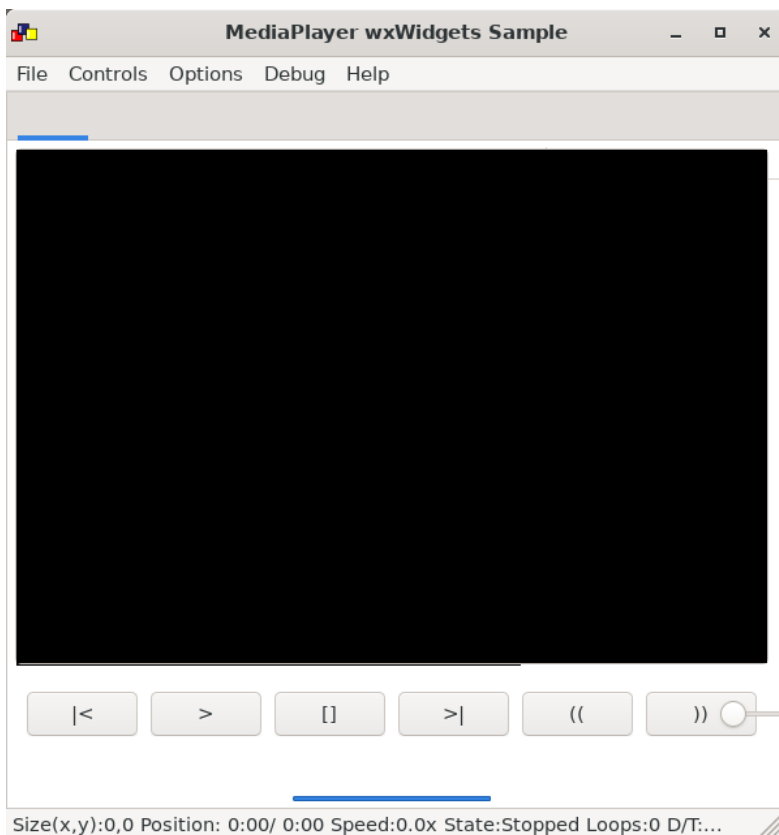 MediaPlayer wxWidgets Sample
File Controls Options Debug Help
|< > [] >| (( ))
Size(x,y):0,0 Position: 0:00/ 0:00 Speed:0.0x State:Stopped Loops:0 D/T:...